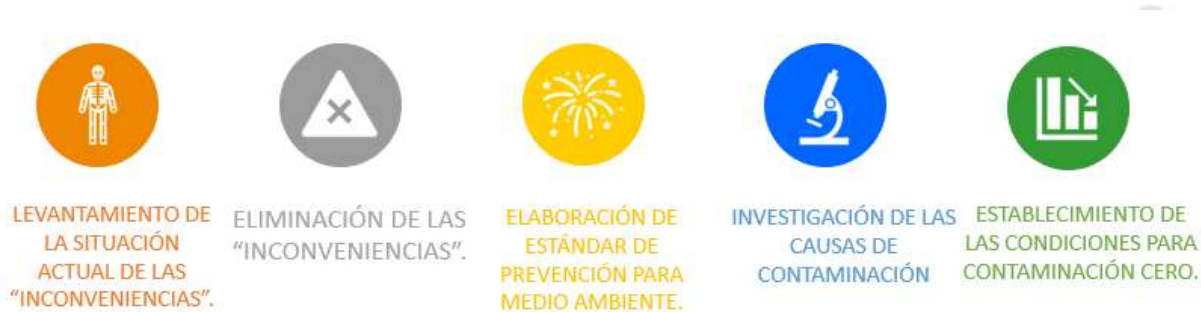 LEVANTAMIENTO DE
LA SITUACIÓN
ACTUAL DE LAS
“INCONVENIENCIAS”.
ELIMINACIÓN DE LAS
“INCONVENIENCIAS”.
ELABORACIÓN DE
ESTÁNDAR DE
PREVENCIÓN PARA
MEDIO AMBIENTE.
INVESTIGACIÓN DE LAS
CAUSAS DE
CONTAMINACIÓN
ESTABLECIMIENTO DE
LAS CONDICIONES PARA
CONTAMINACIÓN CERO.